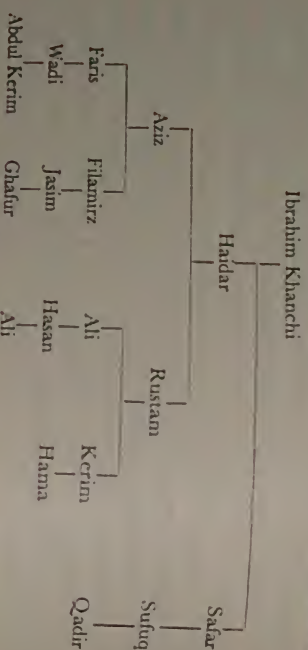 Ibrahim Khanchi
Haidar Safar
Aziz Rustam Sufuq
Faris Filamirz Ali Kerim Qadir
Wadi Jasim Hasan Hama
Abdul Kerim Ghafur Ali